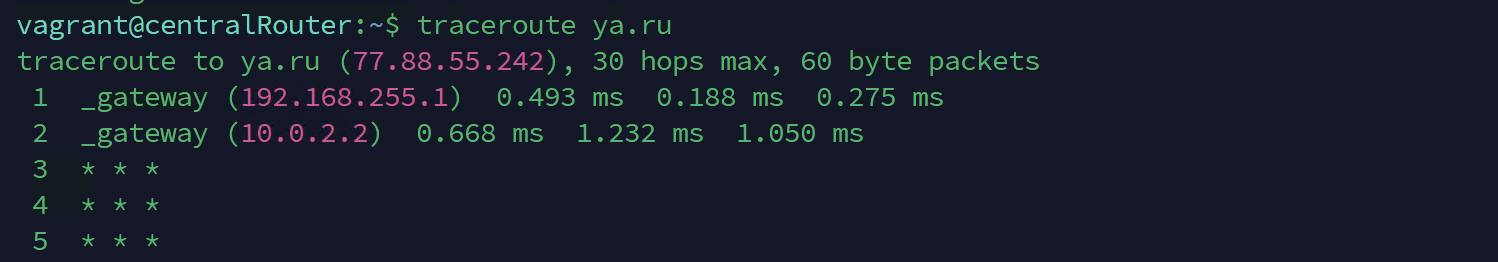 vagrant@centralRouter:~$ traceroute ya.ru
traceroute to ya.ru (77.88.55.242), 30 hops max, 60 byte packets
 1  _gateway (192.168.255.1)  0.493 ms  0.188 ms  0.275 ms
 2  _gateway (10.0.2.2)  0.668 ms  1.232 ms  1.050 ms
 3  * * *
 4  * * *
 5  * * *